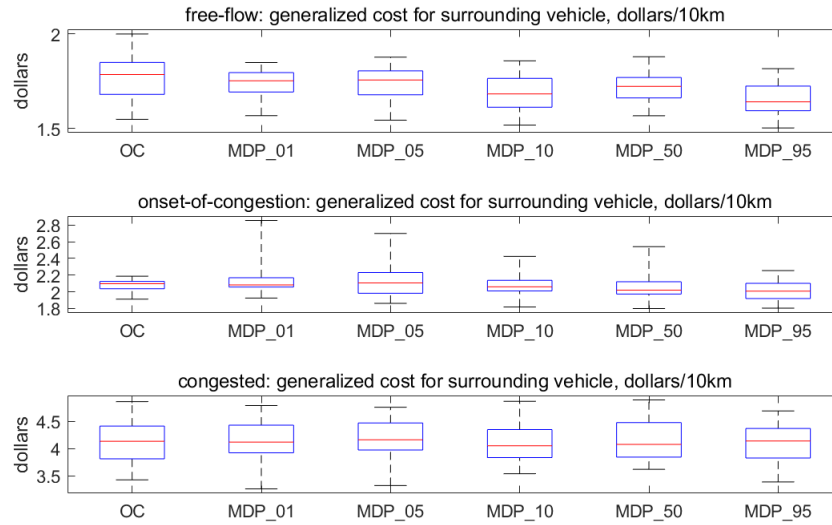 free-flow: generalized cost for surrounding vehicle, dollars/10km
2
1.5
dollars
OC MDP_01 MDP_05 MDP_10 MDP_50 MDP_95
onset-of-congestion: generalized cost for surrounding vehicle, dollars/10km
2.8
2.6
2.4
2.2
2
1.8
dollars
OC MDP_01 MDP_05 MDP_10 MDP_50 MDP_95
congested: generalized cost for surrounding vehicle, dollars/10km
4.5
4
3.5
dollars
OC MDP_01 MDP_05 MDP_10 MDP_50 MDP_95